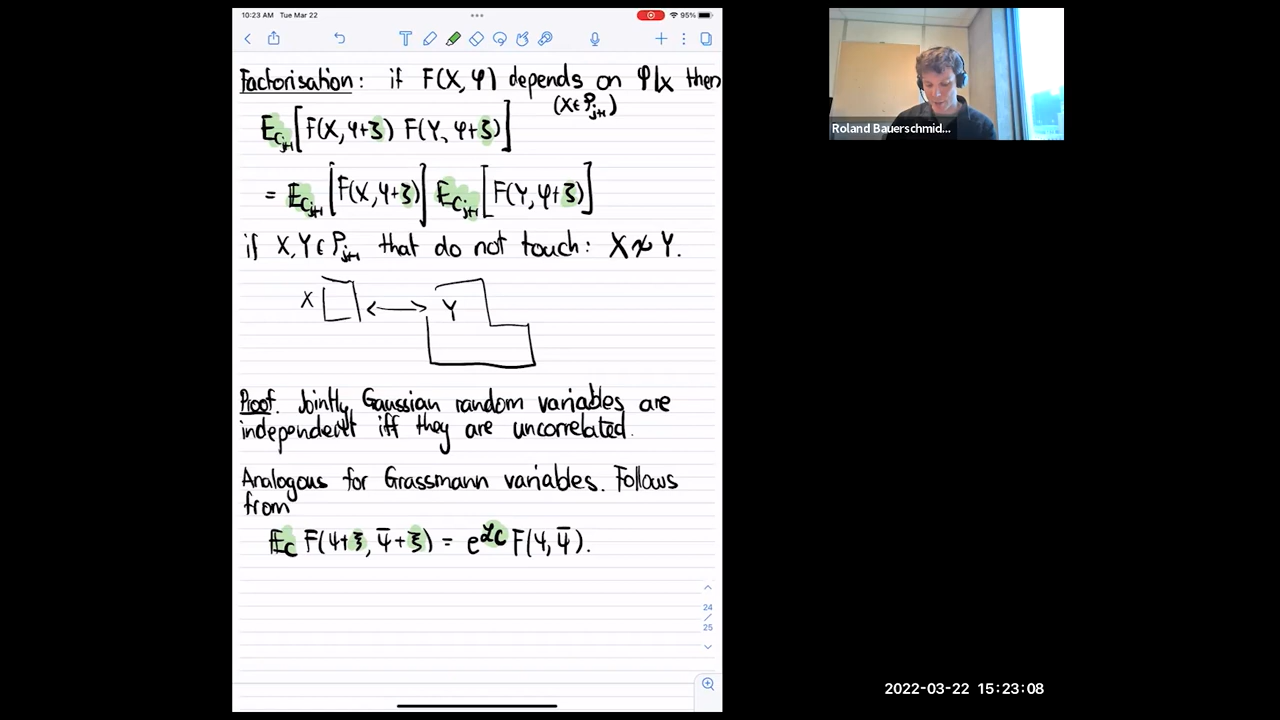 10:23 AM Tue Mar 22
95%
Factorisation: if F(X, φ) depends on φ|x then
(X ∈ P_{j+1})
E_{C_{j+1}} [ F(X, φ+ξ) F(Y, φ+ξ) ]
= E_{C_{j+1}} [ F(X, φ+ξ) ] E_{C_{j+1}} [ F(Y, φ+ξ) ]
if X, Y ∈ P_{j+1} that do not touch: X ≁ Y.
X
Y
Proof. Jointly Gaussian random variables are
independent iff they are uncorrelated.
Analogous for Grassmann variables. Follows
from
E_C F(ψ+ξ, ψ̄+ξ̄) = e^{𝓛_C} F(ψ, ψ̄).
24
/
25
Roland Bauerschmid...
2022-03-22 15:23:08